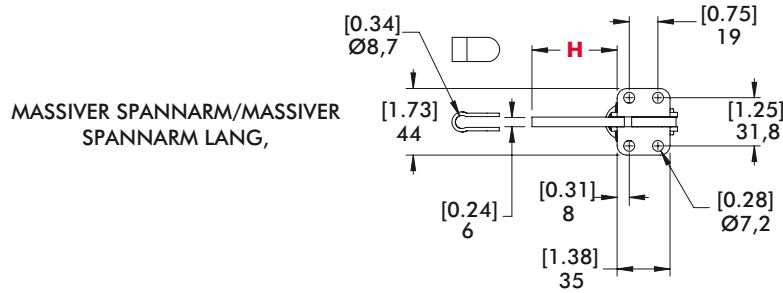 [0.34]
Ø8,7
H
[0.75]
19
MASSIVER SPANNARM/MASSIVER
SPANNARM LANG,
[1.73]
44
[1.25]
31,8
[0.24]
6
[0.31]
8
[0.28]
Ø7,2
[1.38]
35